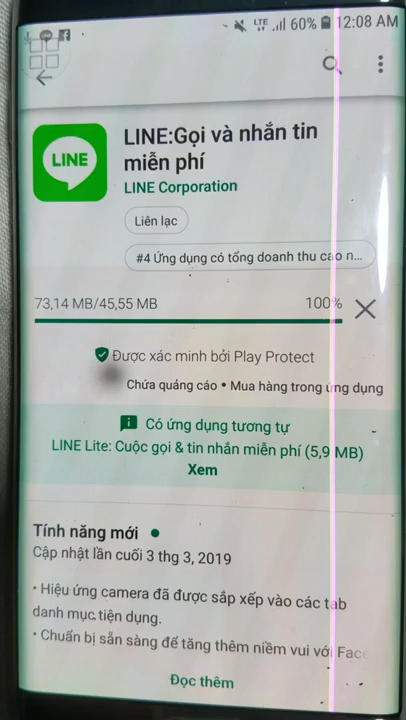 LTE 60% 12:08 AM
LINE
LINE:Gọi và nhắn tin
miễn phí
LINE Corporation
Liên lạc
#4 Ứng dụng có tổng doanh thu cao n...
73,14 MB/45,55 MB 100%
Được xác minh bởi Play Protect
Chứa quảng cáo • Mua hàng trong ứng dụng
Có ứng dụng tương tự
LINE Lite: Cuộc gọi & tin nhắn miễn phí (5,9 MB)
Xem
Tính năng mới
Cập nhật lần cuối 3 thg 3, 2019
• Hiệu ứng camera đã được sắp xếp vào các tab
danh mục tiện dụng.
• Chuẩn bị sẵn sàng để tăng thêm niềm vui với Face
Đọc thêm